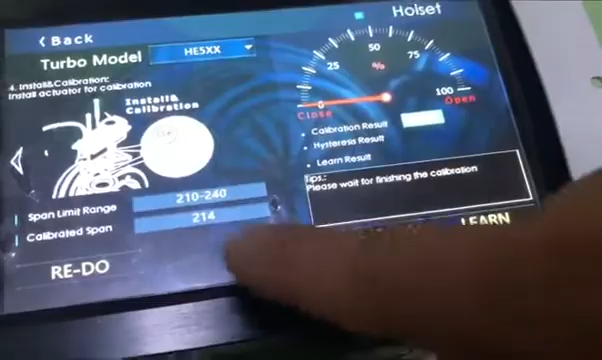 < Back
Holset
Turbo Model
HE5XX
4. Install&Calibration:
Install actuator for calibration
Install&
Calibration
25
50
75
%
0
100
Close
Open
Calibration Result
Hysteresis Result
Learn Result
Tips.:
Please wait for finishing the calibration
Span Limit Range
210-240
Calibrated Span
214
RE-DO
LEARN